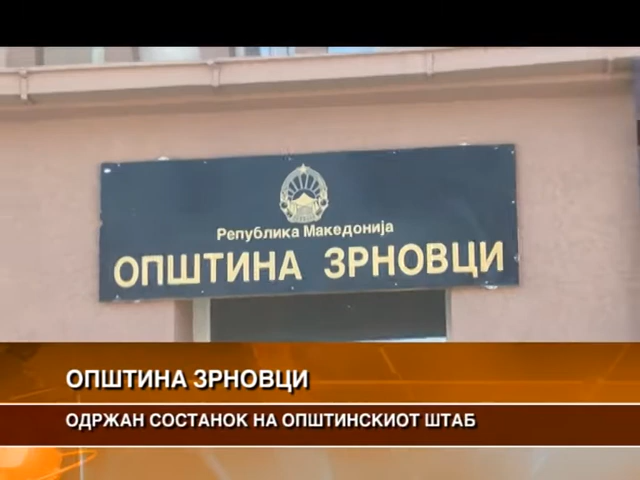 Република Македонија
ОПШТИНА ЗРНОВЦИ
ОПШТИНА ЗРНОВЦИ
ОДРЖАН СОСТАНОК НА ОПШТИНСКИОТ ШТАБ